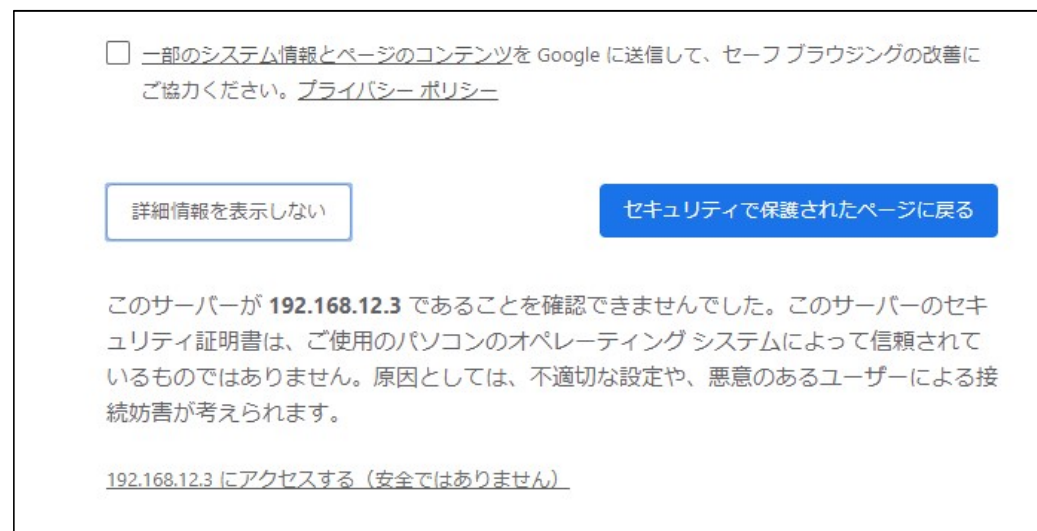 一部のシステム情報とページのコンテンツを Google に送信して、セーフ ブラウジングの改善に
ご協力ください。プライバシー ポリシー
詳細情報を表示しない
セキュリティで保護されたページに戻る
このサーバーが 192.168.12.3 であることを確認できませんでした。このサーバーのセキ
ュリティ証明書は、ご使用のパソコンのオペレーティング システムによって信頼されて
いるものではありません。原因としては、不適切な設定や、悪意のあるユーザーによる接
続妨害が考えられます。
192.168.12.3 にアクセスする（安全ではありません）